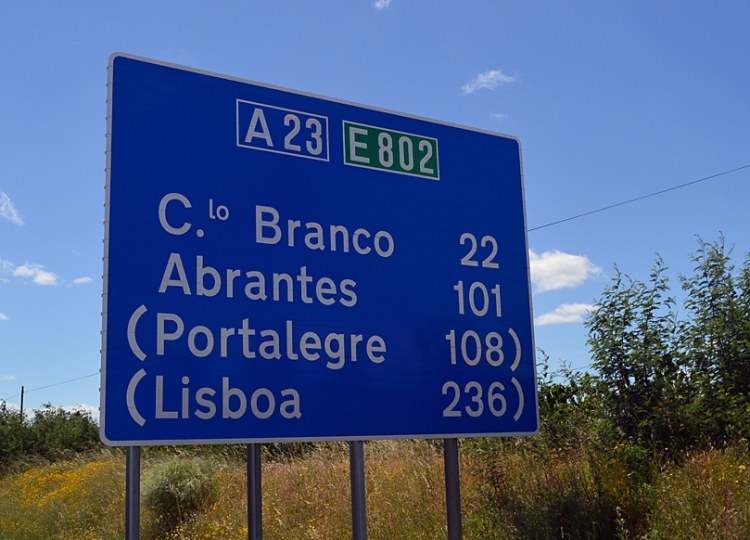 A 23 E 802
C.lo Branco 22
Abrantes 101
(Portalegre 108)
(Lisboa 236)